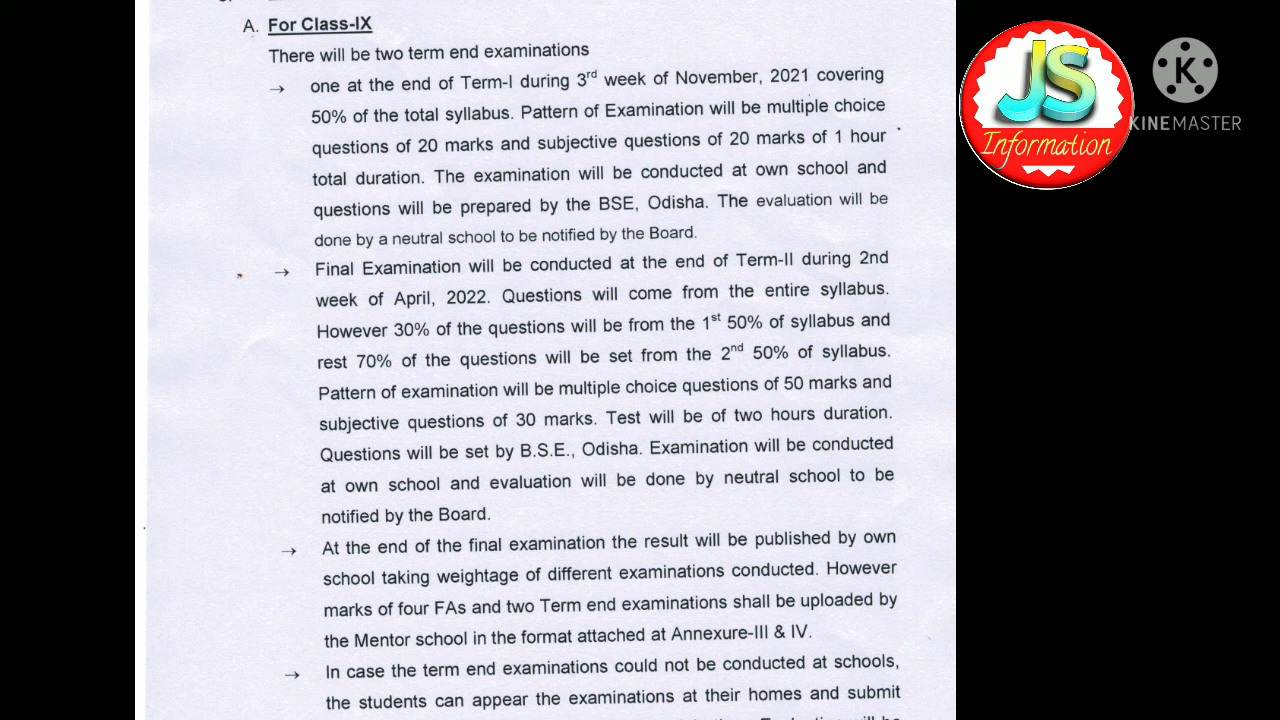 A. For Class-IX
There will be two term end examinations
→ one at the end of Term-I during 3rd week of November, 2021 covering
50% of the total syllabus. Pattern of Examination will be multiple choice
questions of 20 marks and subjective questions of 20 marks of 1 hour
total duration. The examination will be conducted at own school and
questions will be prepared by the BSE, Odisha. The evaluation will be
done by a neutral school to be notified by the Board.
→ Final Examination will be conducted at the end of Term-II during 2nd
week of April, 2022. Questions will come from the entire syllabus.
However 30% of the questions will be from the 1st 50% of syllabus and
rest 70% of the questions will be set from the 2nd 50% of syllabus.
Pattern of examination will be multiple choice questions of 50 marks and
subjective questions of 30 marks. Test will be of two hours duration.
Questions will be set by B.S.E., Odisha. Examination will be conducted
at own school and evaluation will be done by neutral school to be
notified by the Board.
→ At the end of the final examination the result will be published by own
school taking weightage of different examinations conducted. However
marks of four FAs and two Term end examinations shall be uploaded by
the Mentor school in the format attached at Annexure-III & IV.
→ In case the term end examinations could not be conducted at schools,
the students can appear the examinations at their homes and submit
JS
Information
K
KINEMASTER